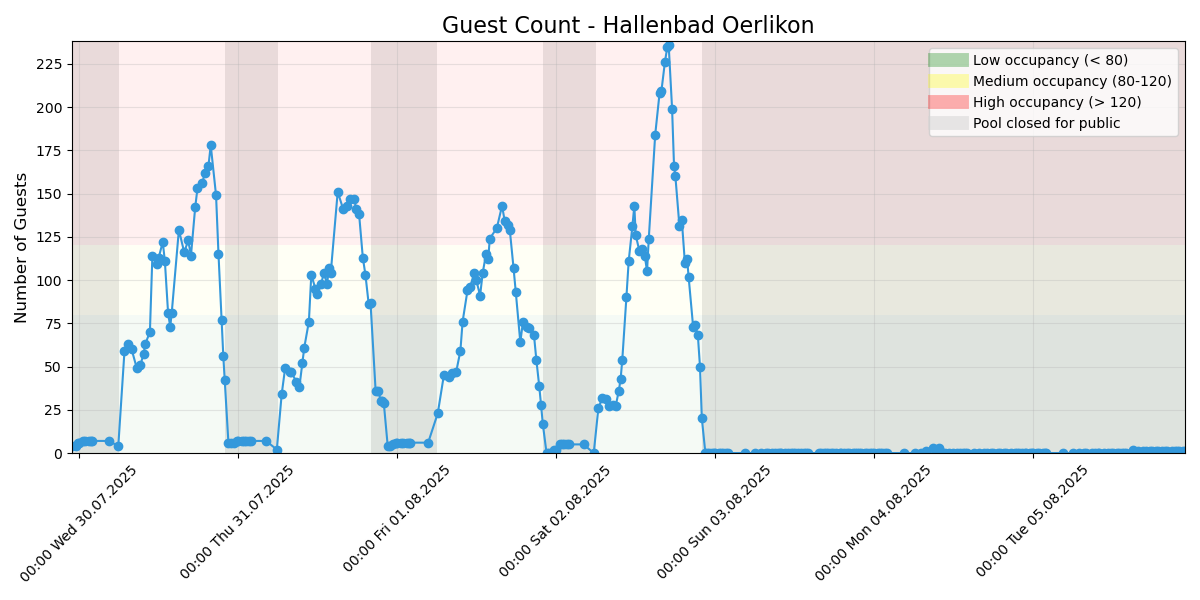 Guest Count - Hallenbad Oerlikon
Number of Guests
225
200
175
150
125
100
75
50
25
0
Low occupancy (< 80)
Medium occupancy (80-120)
High occupancy (> 120)
Pool closed for public
00:00 Wed 30.07.2025
00:00 Thu 31.07.2025
00:00 Fri 01.08.2025
00:00 Sat 02.08.2025
00:00 Sun 03.08.2025
00:00 Mon 04.08.2025
00:00 Tue 05.08.2025